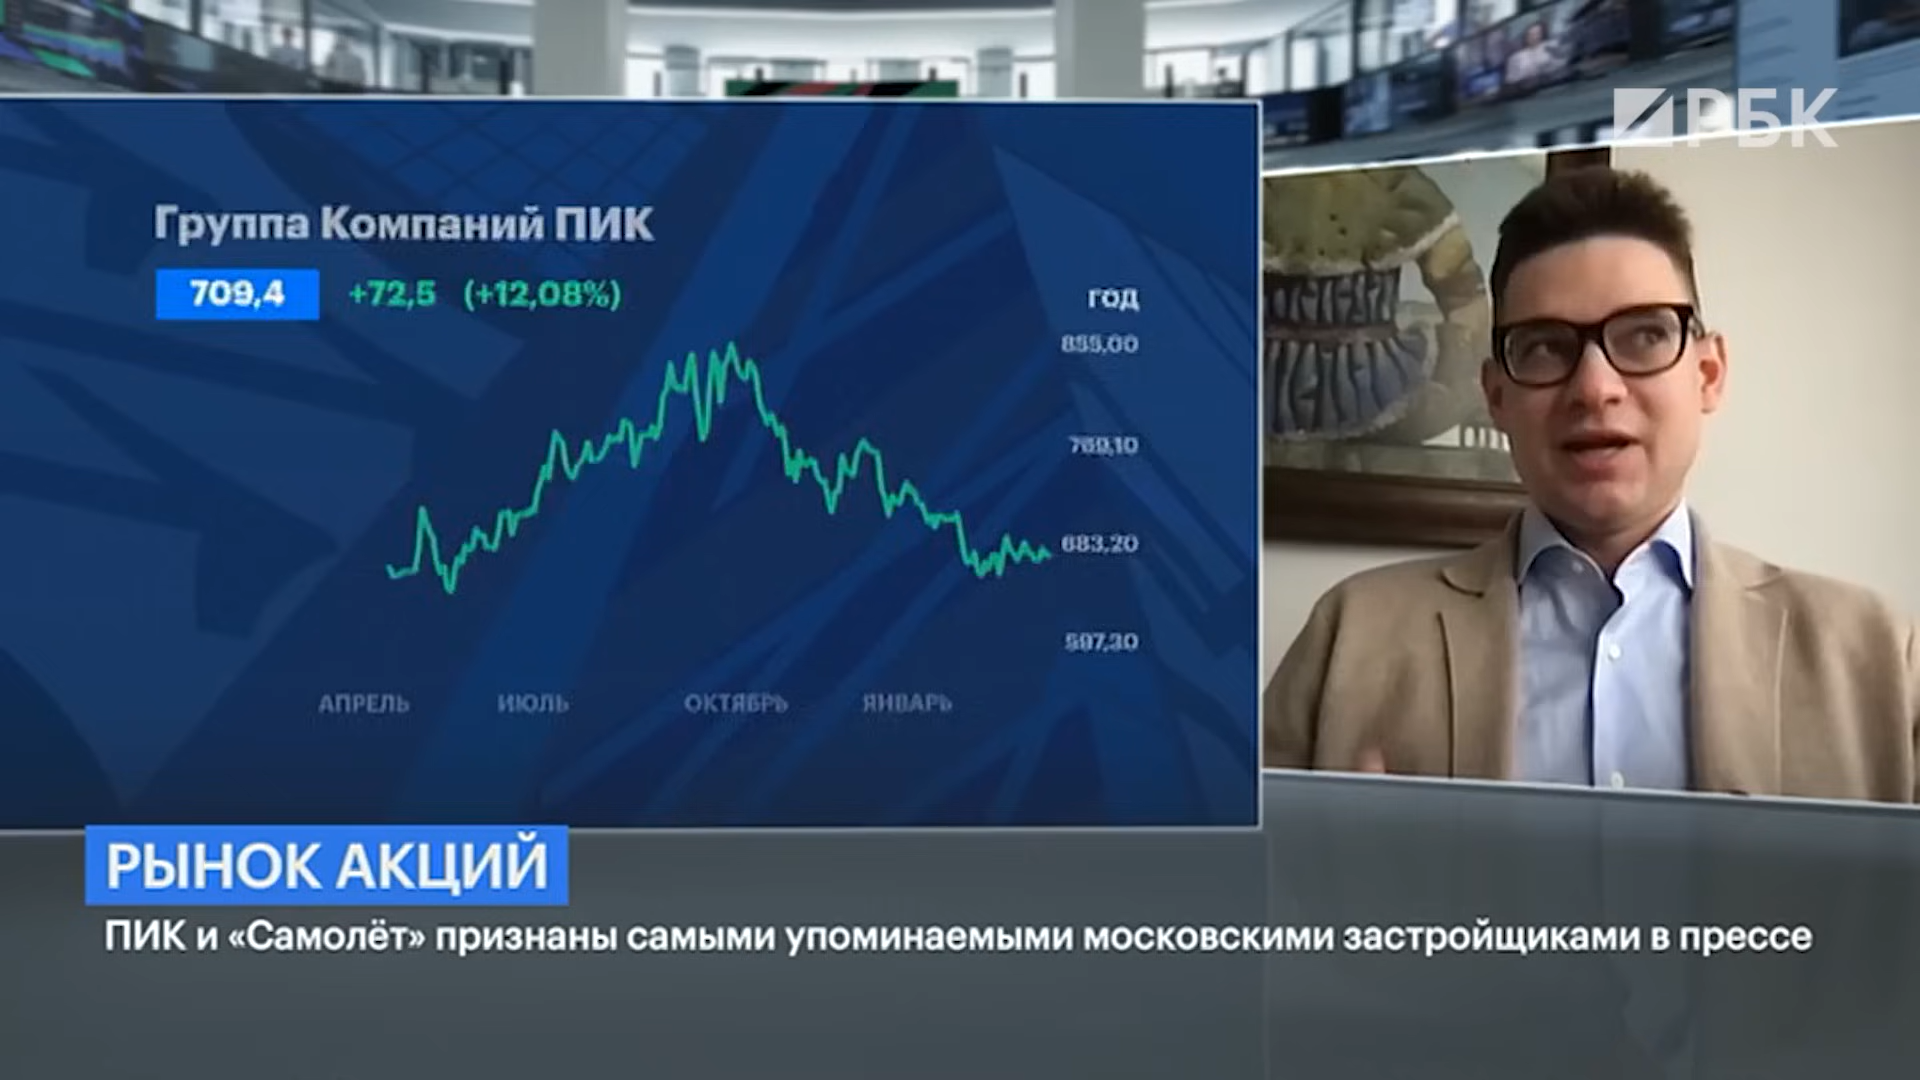 РБК
Группа Компаний ПИК
709,4 +72,5 (+12,08%)
ГОД
855,00
769,10
683,20
597,30
АПРЕЛЬ ИЮЛЬ ОКТЯБРЬ ЯНВАРЬ
РЫНОК АКЦИЙ
ПИК и «Самолёт» признаны самыми упоминаемыми московскими застройщиками в прессе